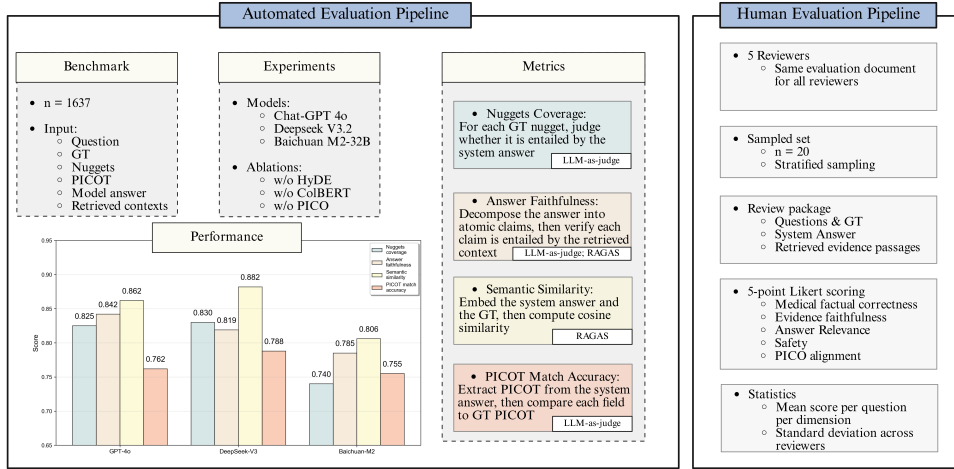 Automated Evaluation Pipeline
Benchmark
• n = 1637
• Input:
○ Question
○ GT
○ Nuggets
○ PICOT
○ Model answer
○ Retrieved contexts
Experiments
• Models:
○ Chat-GPT 4o
○ Deepseek V3.2
○ Baichuan M2-32B
• Ablations:
○ w/o HyDE
○ w/o ColBERT
○ w/o PICO
Metrics
• Nuggets Coverage:
For each GT nugget, judge
whether it is entailed by the
system answer
LLM-as-judge
• Answer Faithfulness:
Decompose the answer into
atomic claims, then verify each
claim is entailed by the retrieved
context
LLM-as-judge; RAGAS
• Semantic Similarity:
Embed the system answer and
the GT, then compute cosine
similarity
RAGAS
• PICOT Match Accuracy:
Extract PICOT from the system
answer, then compare each field
to GT PICOT
LLM-as-judge
Performance
Nuggets
coverage
Answer
faithfulness
Semantic
similarity
PICOT match
accuracy
Score
0.95
0.90
0.85
0.80
0.75
0.70
0.65
0.825
0.842
0.862
0.762
0.830
0.819
0.882
0.788
0.740
0.785
0.806
0.755
GPT-4o
DeepSeek-V3
Baichuan-M2
Human Evaluation Pipeline
• 5 Reviewers
○ Same evaluation document
for all reviewers
• Sampled set
○ n = 20
○ Stratified sampling
• Review package
○ Questions & GT
○ System Answer
○ Retrieved evidence passages
• 5-point Likert scoring
○ Medical factual correctness
○ Evidence faithfulness
○ Answer Relevance
○ Safety
○ PICO alignment
• Statistics
○ Mean score per question
per dimension
○ Standard deviation across
reviewers